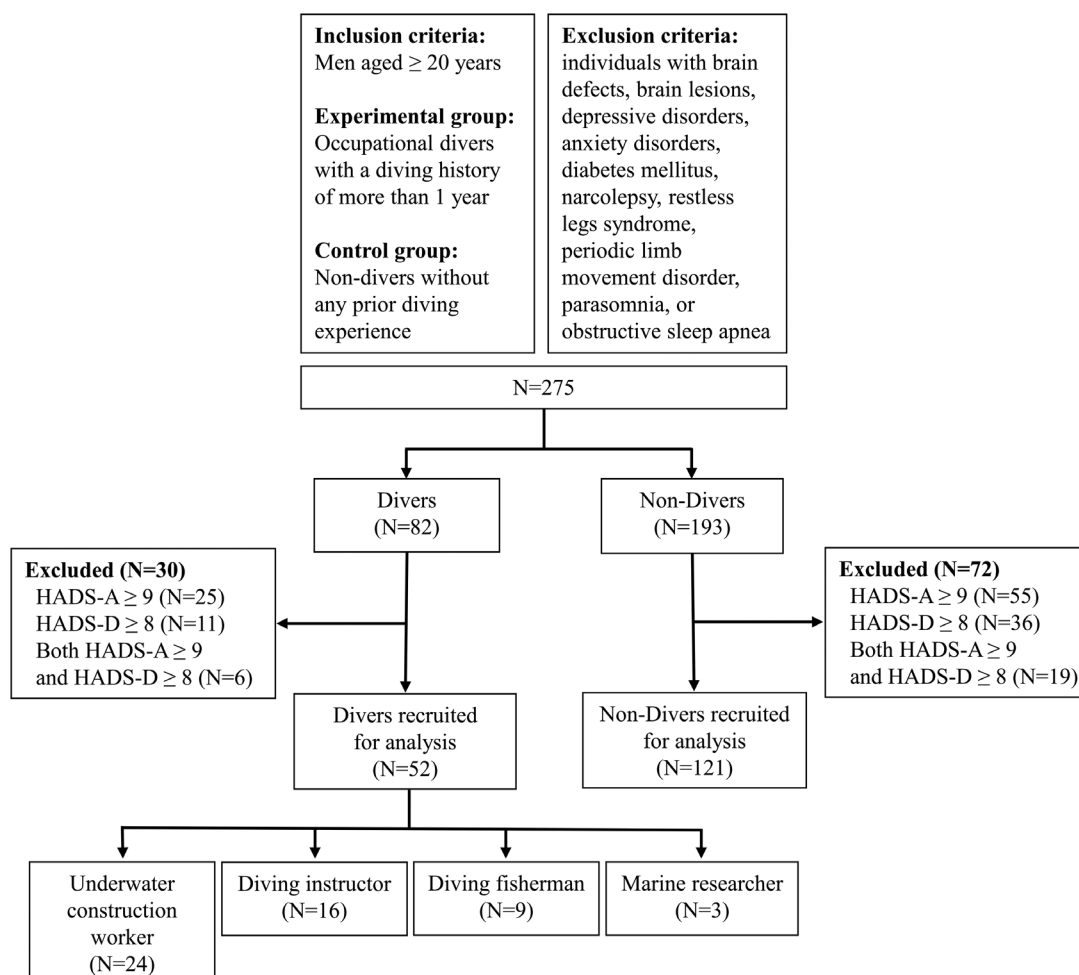 Inclusion criteria:
Men aged ≥ 20 years
Experimental group:
Occupational divers
with a diving history
of more than 1 year
Control group:
Non-divers without
any prior diving
experience
Exclusion criteria:
individuals with brain
defects, brain lesions,
depressive disorders,
anxiety disorders,
diabetes mellitus,
narcolepsy, restless
legs syndrome,
periodic limb
movement disorder,
parasomnia, or
obstructive sleep apnea
N=275
Divers
(N=82)
Non-Divers
(N=193)
Excluded (N=30)
HADS-A ≥ 9 (N=25)
HADS-D ≥ 8 (N=11)
Both HADS-A ≥ 9
and HADS-D ≥ 8 (N=6)
Excluded (N=72)
HADS-A ≥ 9 (N=55)
HADS-D ≥ 8 (N=36)
Both HADS-A ≥ 9
and HADS-D ≥ 8 (N=19)
Divers recruited
for analysis
(N=52)
Non-Divers recruited
for analysis
(N=121)
Underwater
construction
worker
(N=24)
Diving instructor
(N=16)
Diving fisherman
(N=9)
Marine researcher
(N=3)